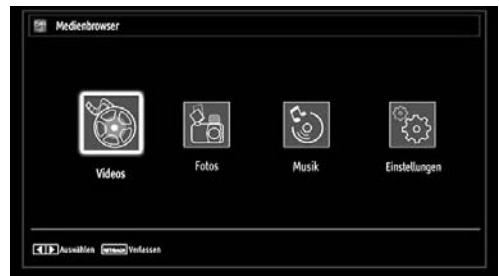 Medienbrowser
Videos
Fotos
Musik
Einstellungen
Auswählen Verlassen